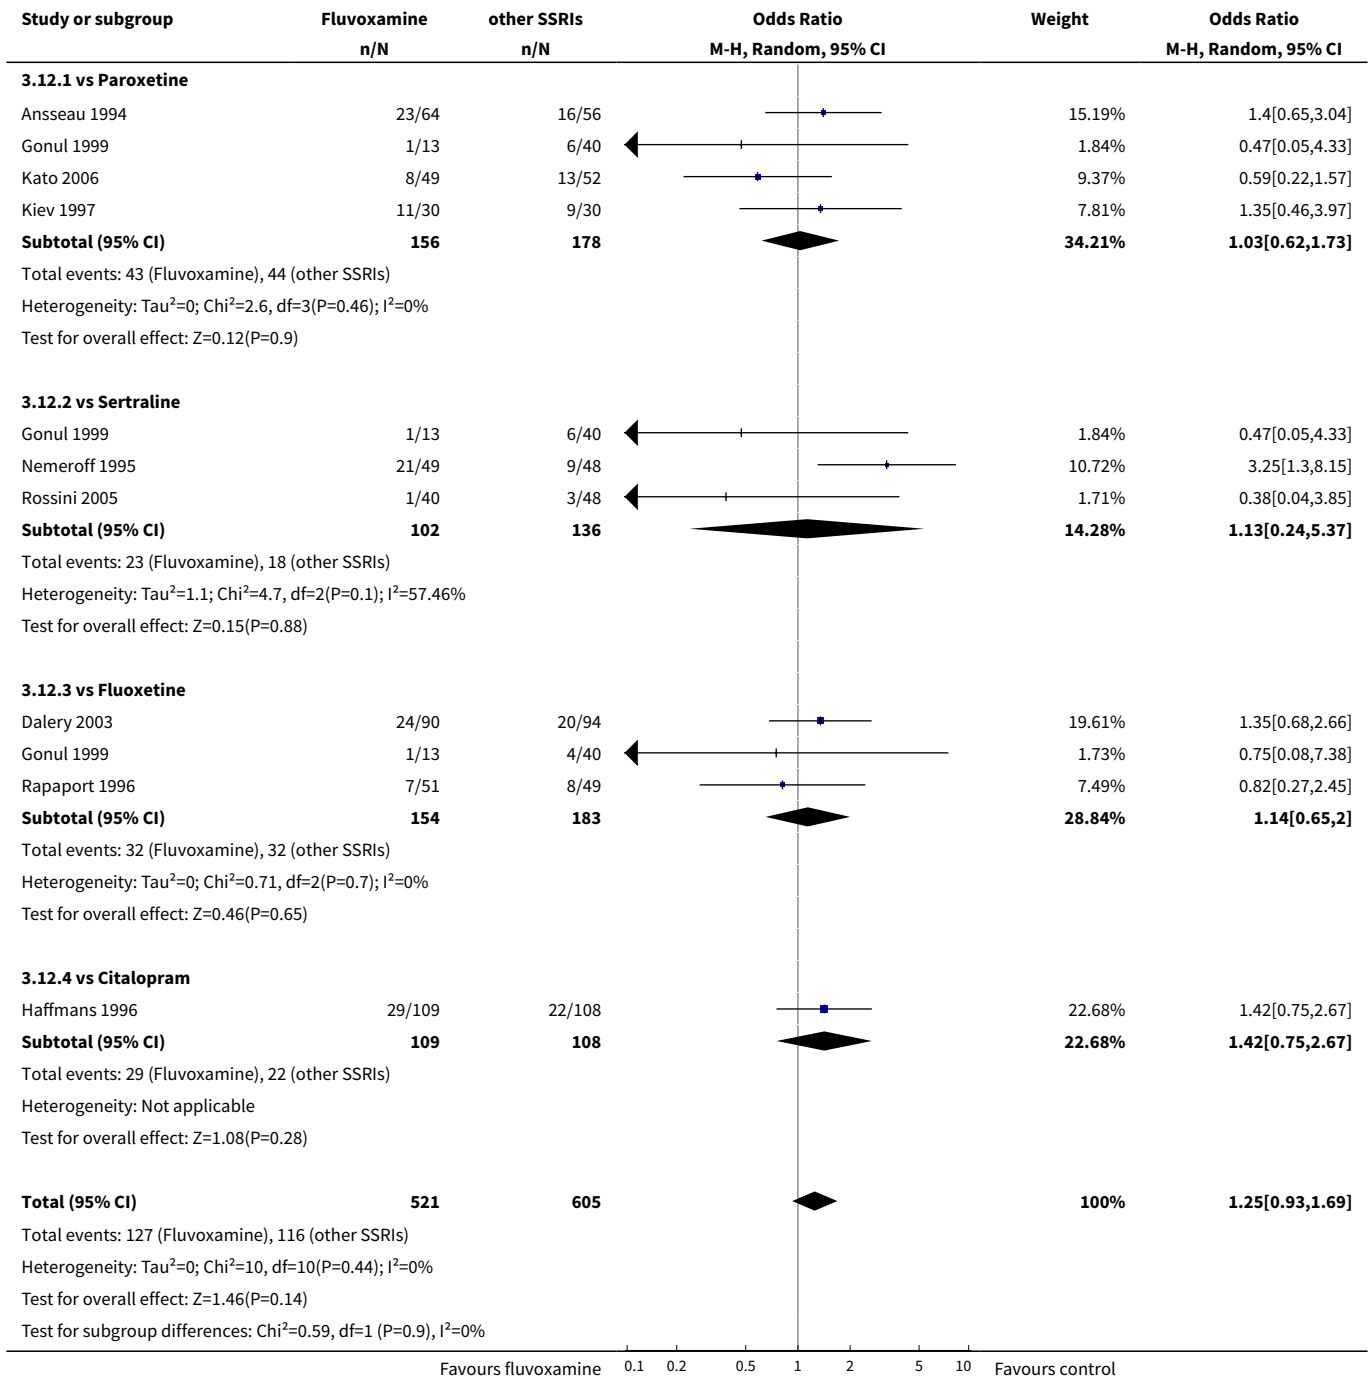 Study or subgroup Fluvoxamine other SSRIs Odds Ratio Weight Odds Ratio
n/N n/N M-H, Random, 95% CI M-H, Random, 95% CI
3.12.1 vs Paroxetine
Ansseau 1994 23/64 16/56 15.19% 1.4[0.65,3.04]
Gonul 1999 1/13 6/40 1.84% 0.47[0.05,4.33]
Kato 2006 8/49 13/52 9.37% 0.59[0.22,1.57]
Kiev 1997 11/30 9/30 7.81% 1.35[0.46,3.97]
Subtotal (95% CI) 156 178 34.21% 1.03[0.62,1.73]
Total events: 43 (Fluvoxamine), 44 (other SSRIs)
Heterogeneity: Tau²=0; Chi²=2.6, df=3(P=0.46); I²=0%
Test for overall effect: Z=0.12(P=0.9)
3.12.2 vs Sertraline
Gonul 1999 1/13 6/40 1.84% 0.47[0.05,4.33]
Nemeroff 1995 21/49 9/48 10.72% 3.25[1.3,8.15]
Rossini 2005 1/40 3/48 1.71% 0.38[0.04,3.85]
Subtotal (95% CI) 102 136 14.28% 1.13[0.24,5.37]
Total events: 23 (Fluvoxamine), 18 (other SSRIs)
Heterogeneity: Tau²=1.1; Chi²=4.7, df=2(P=0.1); I²=57.46%
Test for overall effect: Z=0.15(P=0.88)
3.12.3 vs Fluoxetine
Dalery 2003 24/90 20/94 19.61% 1.35[0.68,2.66]
Gonul 1999 1/13 4/40 1.73% 0.75[0.08,7.38]
Rapaport 1996 7/51 8/49 7.49% 0.82[0.27,2.45]
Subtotal (95% CI) 154 183 28.84% 1.14[0.65,2]
Total events: 32 (Fluvoxamine), 32 (other SSRIs)
Heterogeneity: Tau²=0; Chi²=0.71, df=2(P=0.7); I²=0%
Test for overall effect: Z=0.46(P=0.65)
3.12.4 vs Citalopram
Haffmans 1996 29/109 22/108 22.68% 1.42[0.75,2.67]
Subtotal (95% CI) 109 108 22.68% 1.42[0.75,2.67]
Total events: 29 (Fluvoxamine), 22 (other SSRIs)
Heterogeneity: Not applicable
Test for overall effect: Z=1.08(P=0.28)
Total (95% CI) 521 605 100% 1.25[0.93,1.69]
Total events: 127 (Fluvoxamine), 116 (other SSRIs)
Heterogeneity: Tau²=0; Chi²=10, df=10(P=0.44); I²=0%
Test for overall effect: Z=1.46(P=0.14)
Test for subgroup differences: Chi²=0.59, df=1 (P=0.9), I²=0%
Favours fluvoxamine 0.1 0.2 0.5 1 2 5 10 Favours control